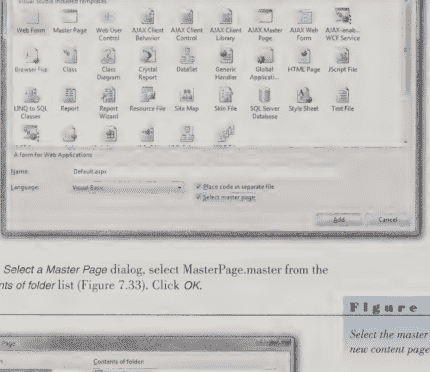 Visual Studio installed templates
Web Form Master Page Web User Control AJAX Client Behavior AJAX Client Control AJAX Client Library AJAX Master Page AJAX Web Form AJAX-enab... WCF Service
Browser File Class Class Diagram Crystal Report DataSet Generic Handler Global Applicati... HTML Page JScript File
LINQ to SQL Classes Report Report Wizard Resource File Site Map Skin File SQL Server Database Style Sheet Text File
A form for Web Applications
Name: Default.aspx
Language: Visual Basic Place code in separate file
Select master page
Add Cancel
Select a Master Page dialog, select MasterPage.master from the
nts of folder list (Figure 7.33). Click OK.
Figure
Select the master
new content page
Page
Contents of folder: